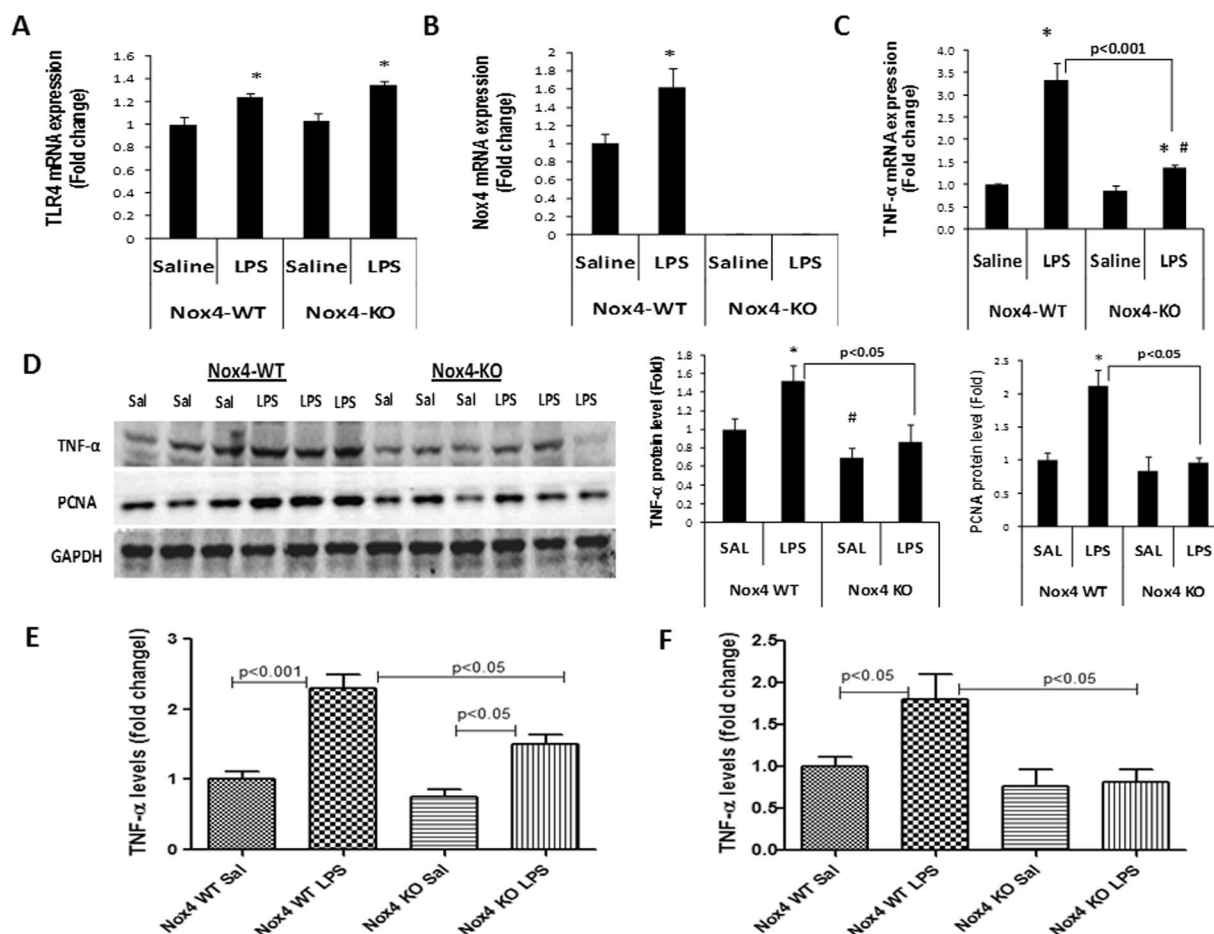 A
TLR4 mRNA expression
(Fold change)
1.6
1.4
1.2
1
0.8
0.6
0.4
0.2
0
*
*
Saline LPS Saline LPS
Nox4-WT Nox4-KO
B
Nox4 mRNA expression
(Fold change)
2
1.8
1.6
1.4
1.2
1
0.8
0.6
0.4
0.2
0
*
Saline LPS Saline LPS
Nox4-WT Nox4-KO
C
TNF-α mRNA expression
(Fold change)
4.0
3.5
3.0
2.5
2.0
1.5
1.0
0.5
0.0
*
p<0.001
* #
Saline LPS Saline LPS
Nox4-WT Nox4-KO
D
Nox4-WT Nox4-KO
Sal Sal Sal LPS LPS LPS Sal Sal Sal LPS LPS LPS
TNF-α
PCNA
GAPDH
TNF-α protein level (Fold)
1.8
1.6
1.4
1.2
1
0.8
0.6
0.4
0.2
0
*
p<0.05
#
SAL LPS SAL LPS
Nox4 WT Nox4 KO
PCNA protein level (Fold)
2.5
2
1.5
1
0.5
0
*
p<0.05
SAL LPS SAL LPS
Nox4 WT Nox4 KO
E
TNF-α levels (fold changel)
3
2
1
0
p<0.001
p<0.05
p<0.05
Nox4 WT Sal
Nox4 WT LPS
Nox4 KO Sal
Nox4 KO LPS
F
TNF-α levels (fold change)
2.5
2.0
1.5
1.0
0.5
0.0
p<0.05
p<0.05
Nox4 WT Sal
Nox4 WT LPS
Nox4 KO Sal
Nox4 KO LPS